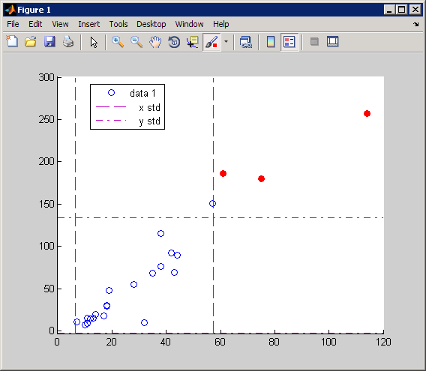 Figure 1
File Edit View Insert Tools Desktop Window Help
data 1
x std
y std
300
250
200
150
100
50
0
0 20 40 60 80 100 120